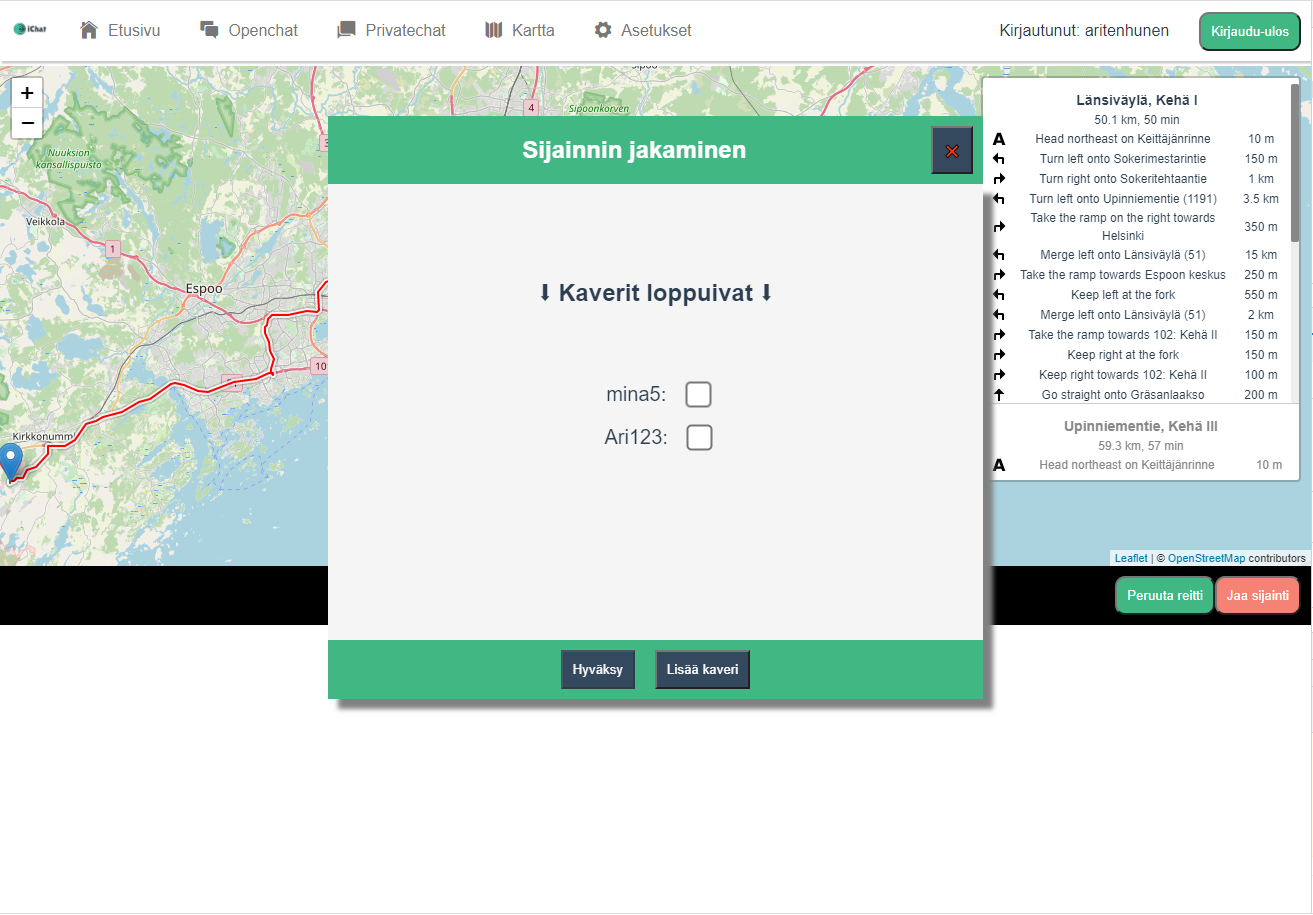 iChat
Etusivu
Openchat
Privatechat
Kartta
Asetukset
Kirjautunut: aritenhunen
Kirjaudu-ulos
+
−
4
Sipoonkorven
Nuuksion
kansallispuisto
Veikkola
1
Espoo
Kirkkonumm
Sijainnin jakaminen
⬇ Kaverit loppuivat ⬇
mina5:
Ari123:
Hyväksy
Lisää kaveri
Länsiväylä, Kehä I
50.1 km, 50 min
Head northeast on Keittäjänrinne 10 m
Turn left onto Sokerimestarintie 150 m
Turn right onto Sokeritehtaantie 1 km
Turn left onto Upinniementie (1191) 3.5 km
Take the ramp on the right towards
Helsinki 350 m
Merge left onto Länsiväylä (51) 15 km
Take the ramp towards Espoon keskus 250 m
Keep left at the fork 550 m
Merge left onto Länsiväylä (51) 2 km
Take the ramp towards 102: Kehä II 150 m
Keep right at the fork 150 m
Keep right towards 102: Kehä II 100 m
Go straight onto Gräsanlaakso 200 m
Upinniementie, Kehä III
59.3 km, 57 min
Head northeast on Keittäjänrinne 10 m
Leaflet | © OpenStreetMap contributors
Peruuta reitti
Jaa sijainti